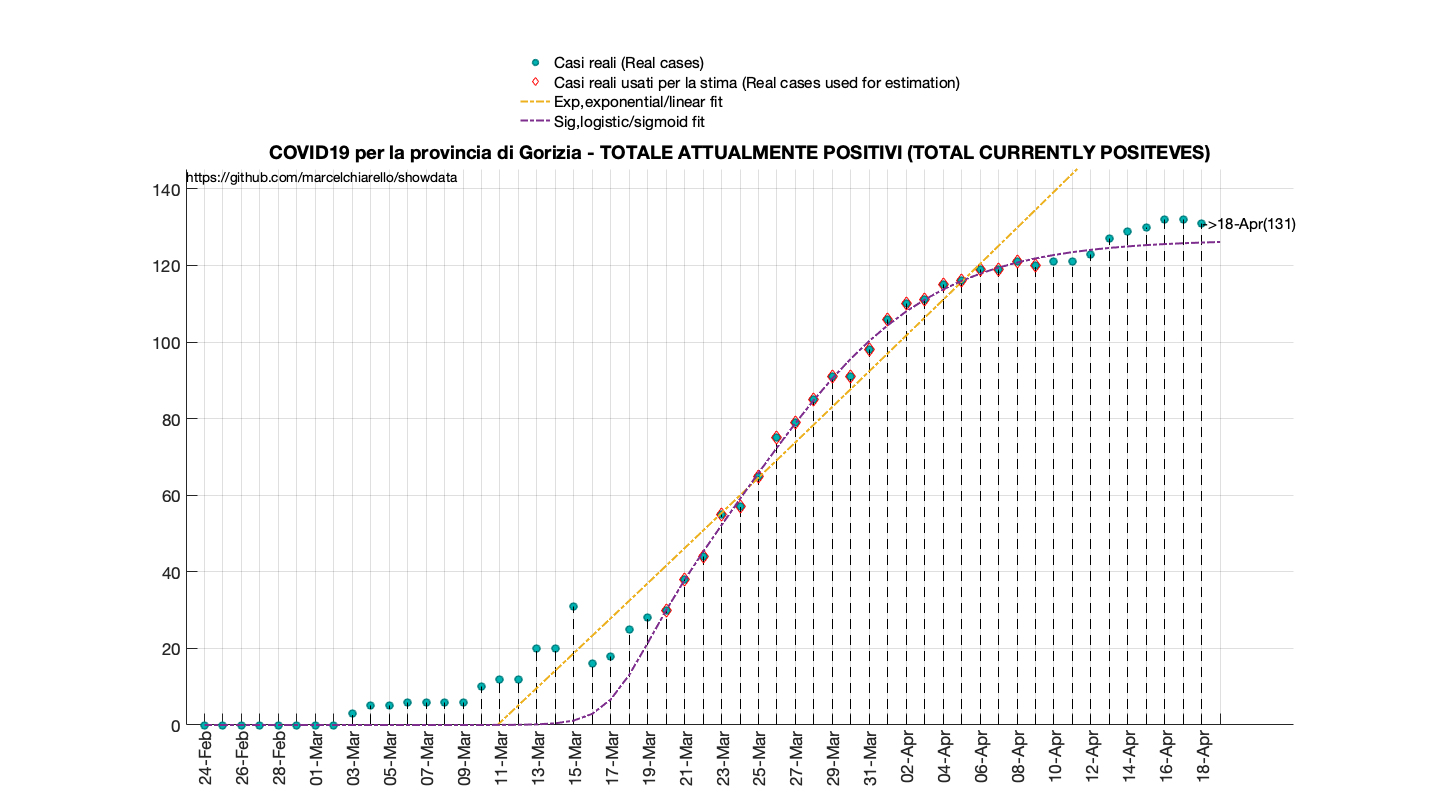 Casi reali (Real cases)
Casi reali usati per la stima (Real cases used for estimation)
Exp,exponential/linear fit
Sig,logistic/sigmoid fit
COVID19 per la provincia di Gorizia - TOTALE ATTUALMENTE POSITIVI (TOTAL CURRENTLY POSITEVES)
https://github.com/marcelchiarello/showdata
140
120
100
80
60
40
20
0
->18-Apr(131)
24-Feb
26-Feb
28-Feb
01-Mar
03-Mar
05-Mar
07-Mar
09-Mar
11-Mar
13-Mar
15-Mar
17-Mar
19-Mar
21-Mar
23-Mar
25-Mar
27-Mar
29-Mar
31-Mar
02-Apr
04-Apr
06-Apr
08-Apr
10-Apr
12-Apr
14-Apr
16-Apr
18-Apr